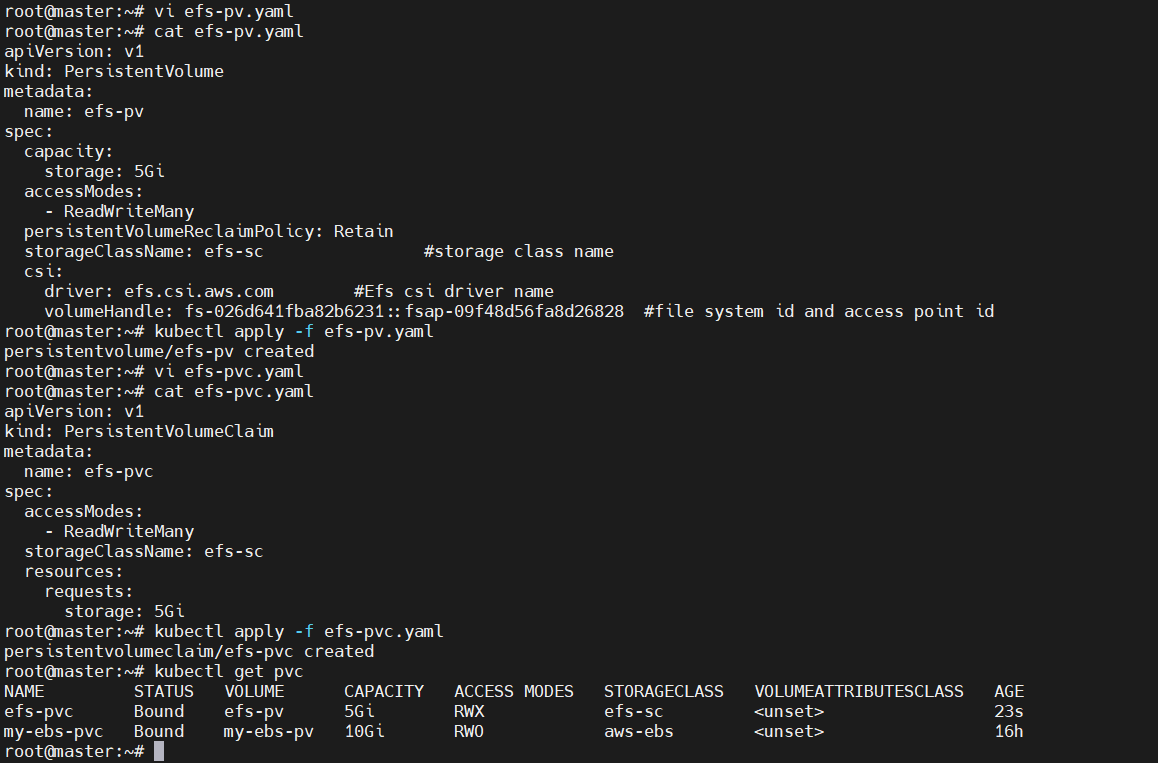 root@master:~# vi efs-pv.yaml
root@master:~# cat efs-pv.yaml
apiVersion: v1
kind: PersistentVolume
metadata:
  name: efs-pv
spec:
  capacity:
    storage: 5Gi
  accessModes:
    - ReadWriteMany
  persistentVolumeReclaimPolicy: Retain
  storageClassName: efs-sc                #storage class name
  csi:
    driver: efs.csi.aws.com        #Efs csi driver name
    volumeHandle: fs-026d641fba82b6231::fsap-09f48d56fa8d26828  #file system id and access point id
root@master:~# kubectl apply -f efs-pv.yaml
persistentvolume/efs-pv created
root@master:~# vi efs-pvc.yaml
root@master:~# cat efs-pvc.yaml
apiVersion: v1
kind: PersistentVolumeClaim
metadata:
  name: efs-pvc
spec:
  accessModes:
    - ReadWriteMany
  storageClassName: efs-sc
  resources:
    requests:
      storage: 5Gi
root@master:~# kubectl apply -f efs-pvc.yaml
persistentvolumeclaim/efs-pvc created
root@master:~# kubectl get pvc
NAME         STATUS   VOLUME      CAPACITY   ACCESS MODES   STORAGECLASS   VOLUMEATTRIBUTESCLASS   AGE
efs-pvc      Bound    efs-pv      5Gi        RWX            efs-sc         <unset>                 23s
my-ebs-pvc   Bound    my-ebs-pv   10Gi       RWO            aws-ebs        <unset>                 16h
root@master:~#